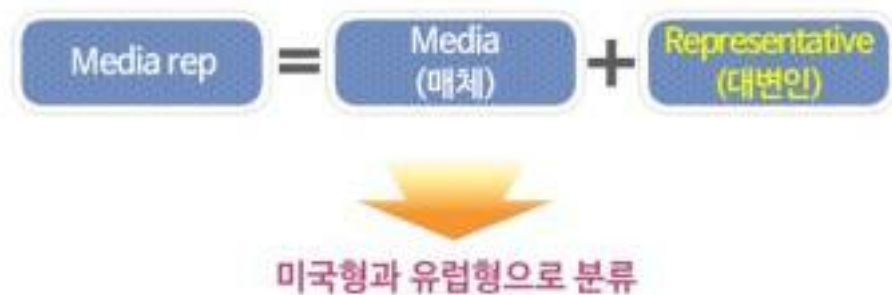 Media rep = Media (매체) + Representative (대변인)
미국형과 유럽형으로 분류